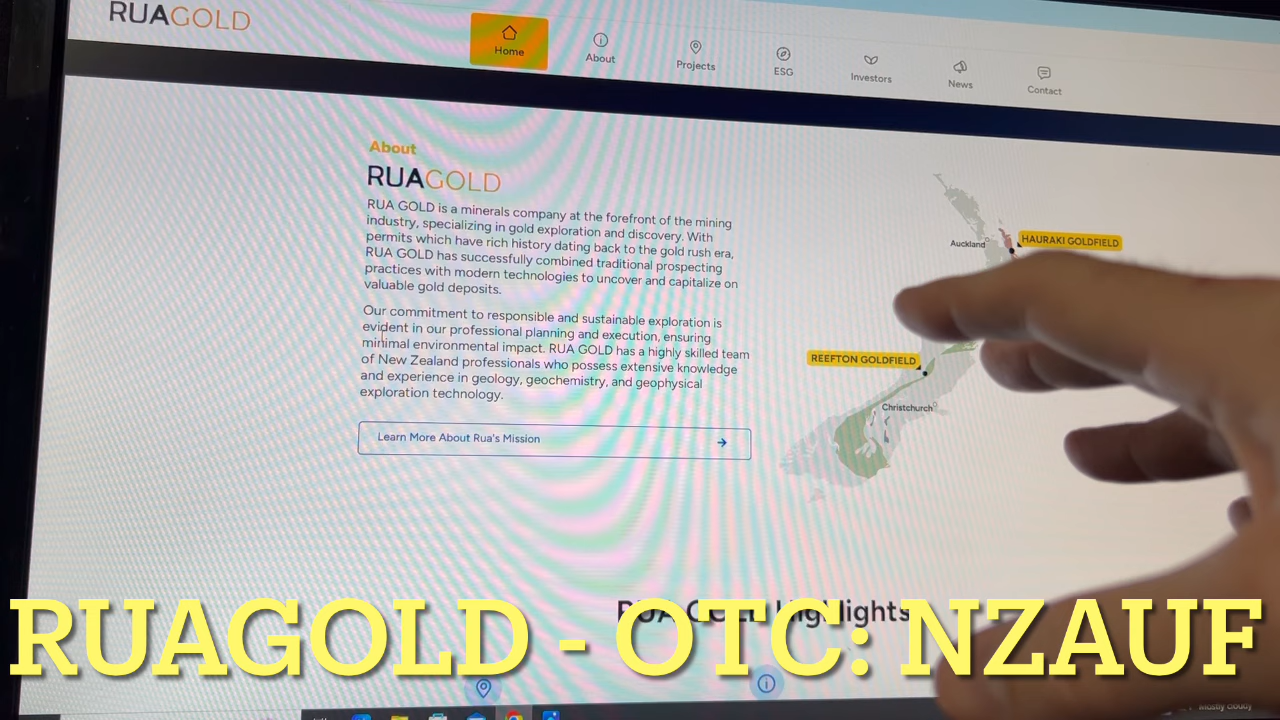 RUAGOLD
Home
About
Projects
ESG
Investors
News
Contact
About
RUAGOLD
RUA GOLD is a minerals company at the forefront of the mining
industry, specializing in gold exploration and discovery. With
permits which have rich history dating back to the gold rush era,
RUA GOLD has successfully combined traditional prospecting
practices with modern technologies to uncover and capitalize on
valuable gold deposits.
Our commitment to responsible and sustainable exploration is
evident in our professional planning and execution, ensuring
minimal environmental impact. RUA GOLD has a highly skilled team
of New Zealand professionals who possess extensive knowledge
and experience in geology, geochemistry, and geophysical
exploration technology.
Learn More About Rua's Mission
Auckland
HAURAKI GOLDFIELD
REEFTON GOLDFIELD
Christchurch
RUA GOLD Highlights
RUAGOLD - OTC: NZAUF
Mostly cloudy